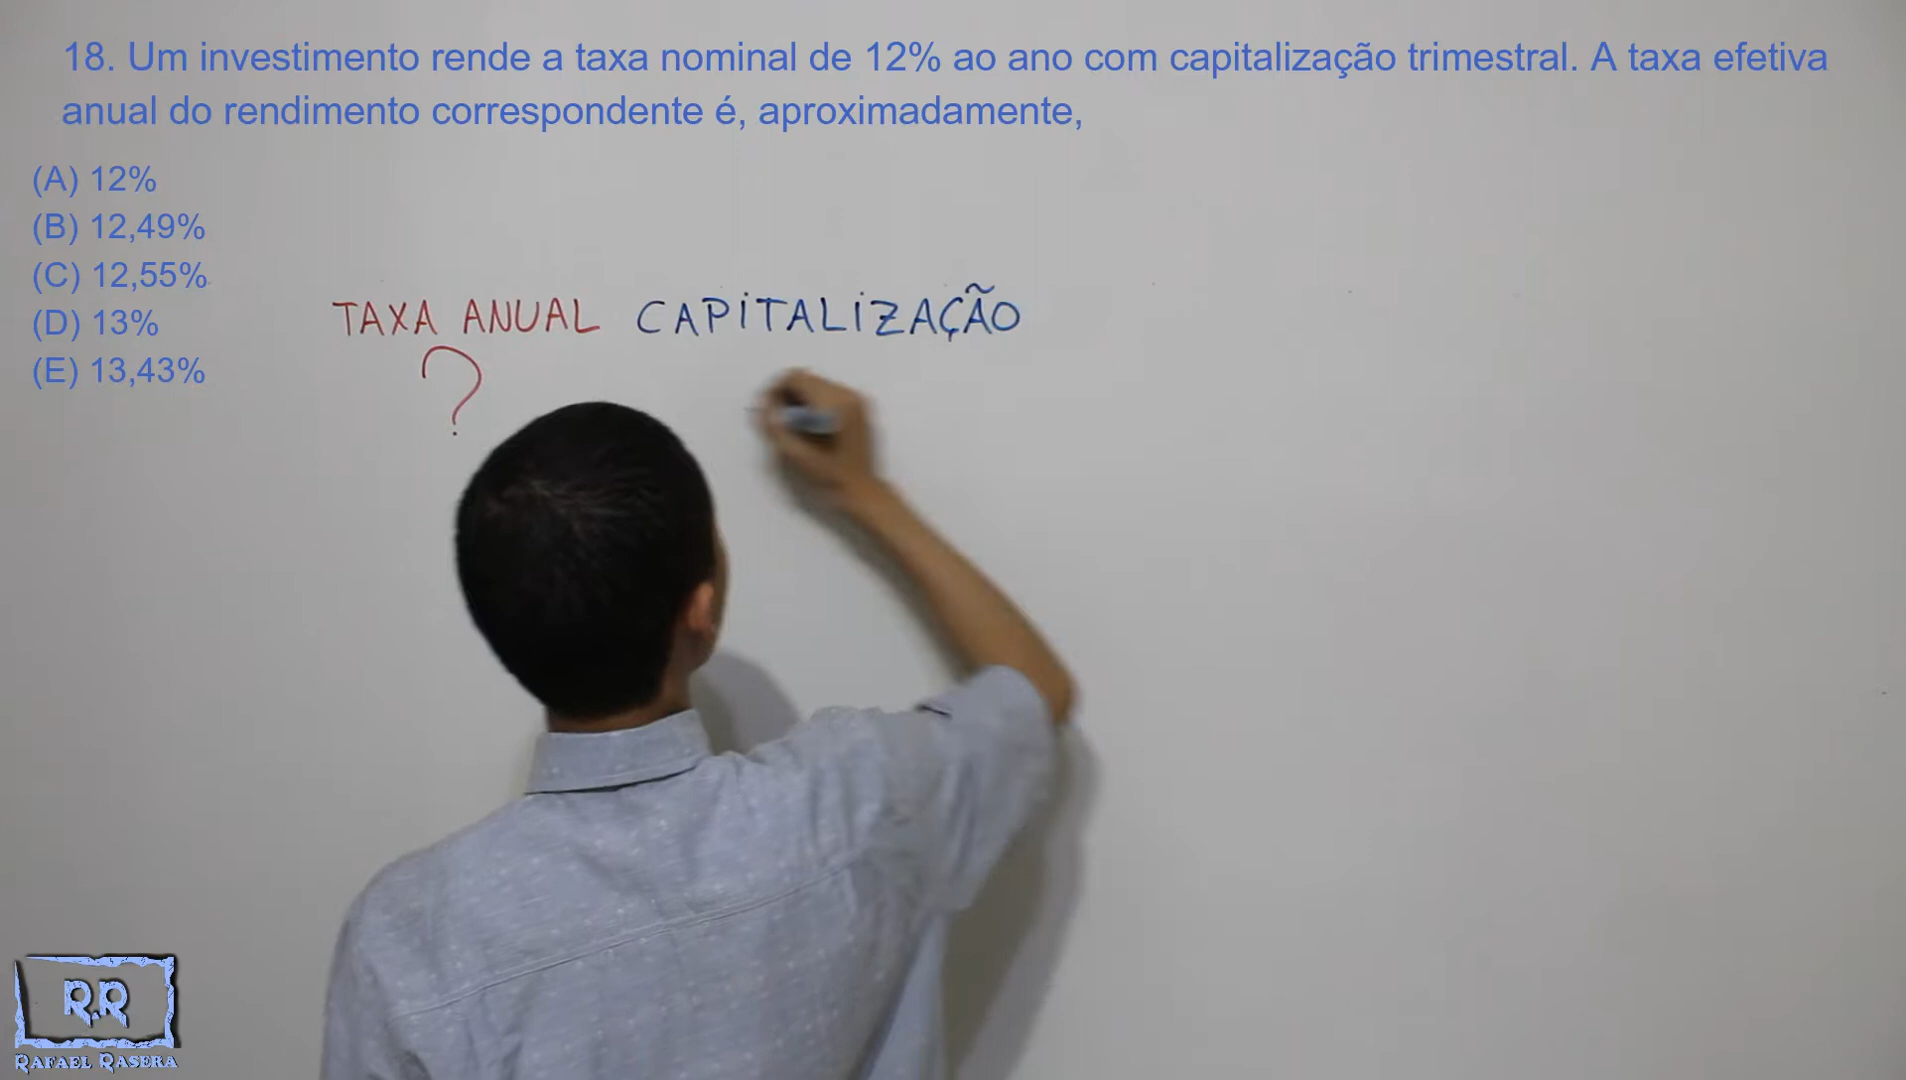 18. Um investimento rende a taxa nominal de 12% ao ano com capitalização trimestral. A taxa efetiva
anual do rendimento correspondente é, aproximadamente,
(A) 12%
(B) 12,49%
(C) 12,55%
(D) 13%
(E) 13,43%
TAXA ANUAL CAPITALIZAÇÃO
?
R.R
RAFAEL RASERA